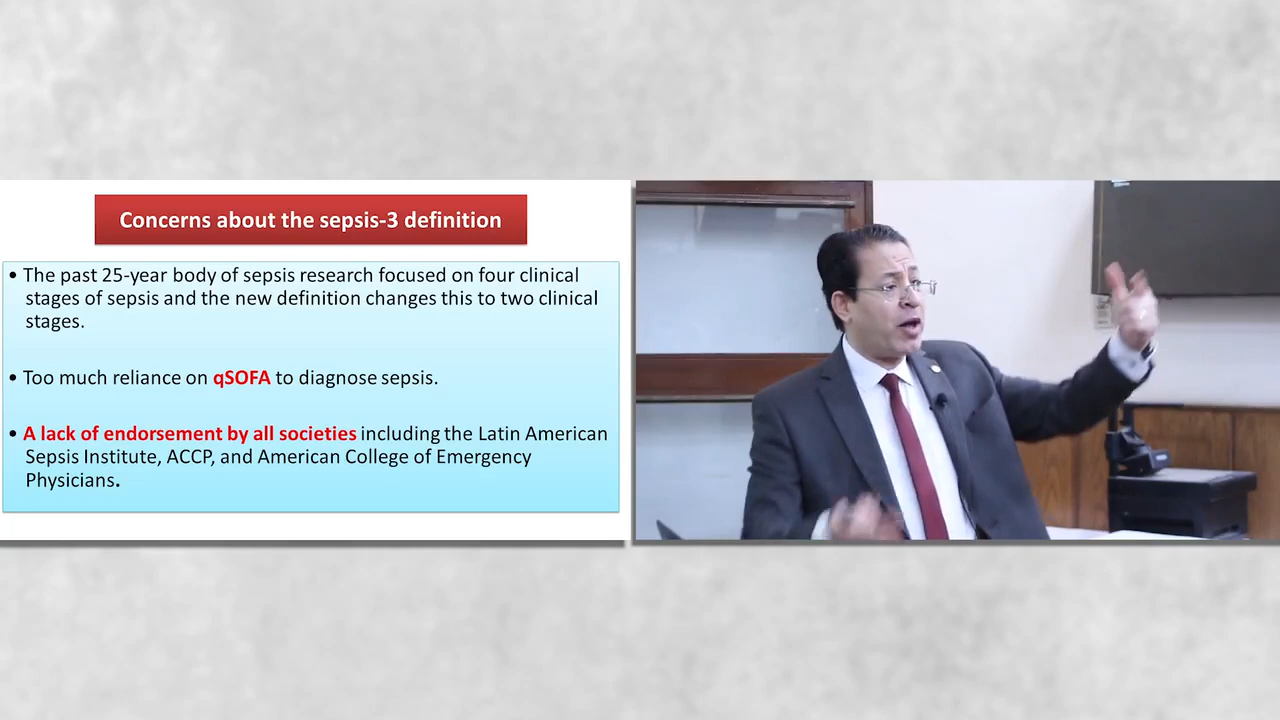 Concerns about the sepsis-3 definition
• The past 25-year body of sepsis research focused on four clinical
stages of sepsis and the new definition changes this to two clinical
stages.
• Too much reliance on qSOFA to diagnose sepsis.
• A lack of endorsement by all societies including the Latin American
Sepsis Institute, ACCP, and American College of Emergency
Physicians.